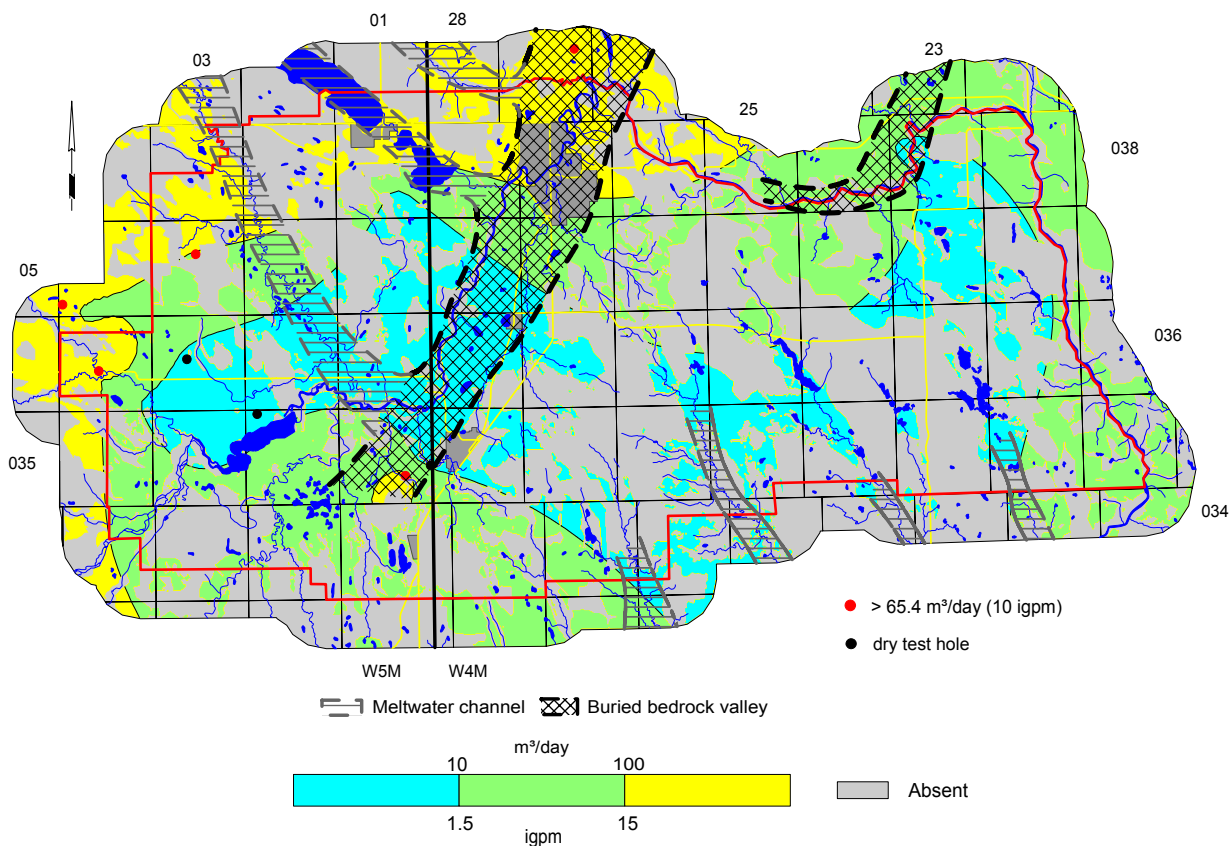 01 28
03
23
25
038
05
036
035
034
> 65.4 m³/day (10 igpm)
dry test hole
W5M W4M
Meltwater channel Buried bedrock valley
m³/day
10 100
Absent
1.5 15
igpm